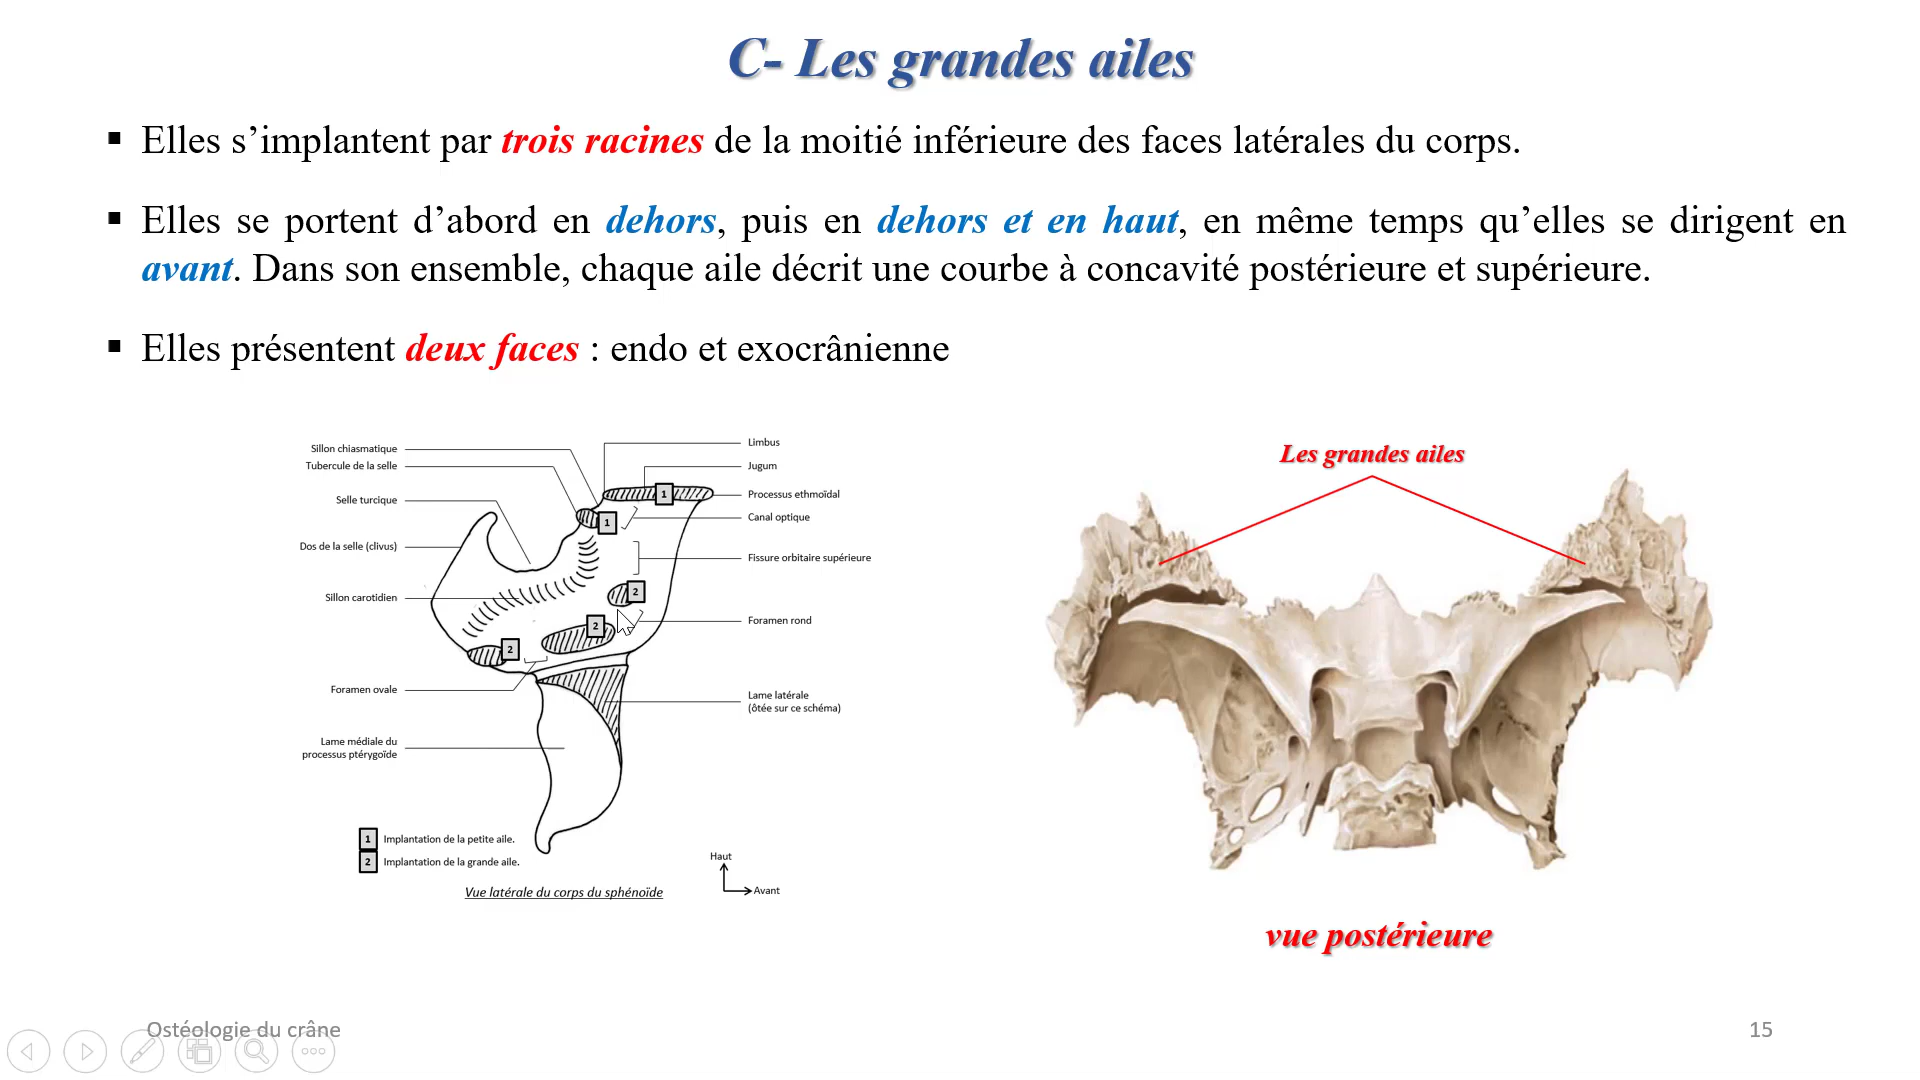 C- Les grandes ailes
▪ Elles s’implantent par trois racines de la moitié inférieure des faces latérales du corps.
▪ Elles se portent d’abord en dehors, puis en dehors et en haut, en même temps qu’elles se dirigent en
avant. Dans son ensemble, chaque aile décrit une courbe à concavité postérieure et supérieure.
▪ Elles présentent deux faces : endo et exocrânienne
Sillon chiasmatique
Tubercule de la selle
Selle turcique
Dos de la selle (clivus)
Sillon carotidien
Foramen ovale
Lame médiale du
processus ptérygoïde
Limbus
Jugum
Processus ethmoïdal
Canal optique
Fissure orbitaire supérieure
Foramen rond
Lame latérale
(ôtée sur ce schéma)
1
1
2
2
2
1 Implantation de la petite aile.
2 Implantation de la grande aile.
Haut
Avant
Vue latérale du corps du sphénoïde
Les grandes ailes
vue postérieure
Ostéologie du crâne
15